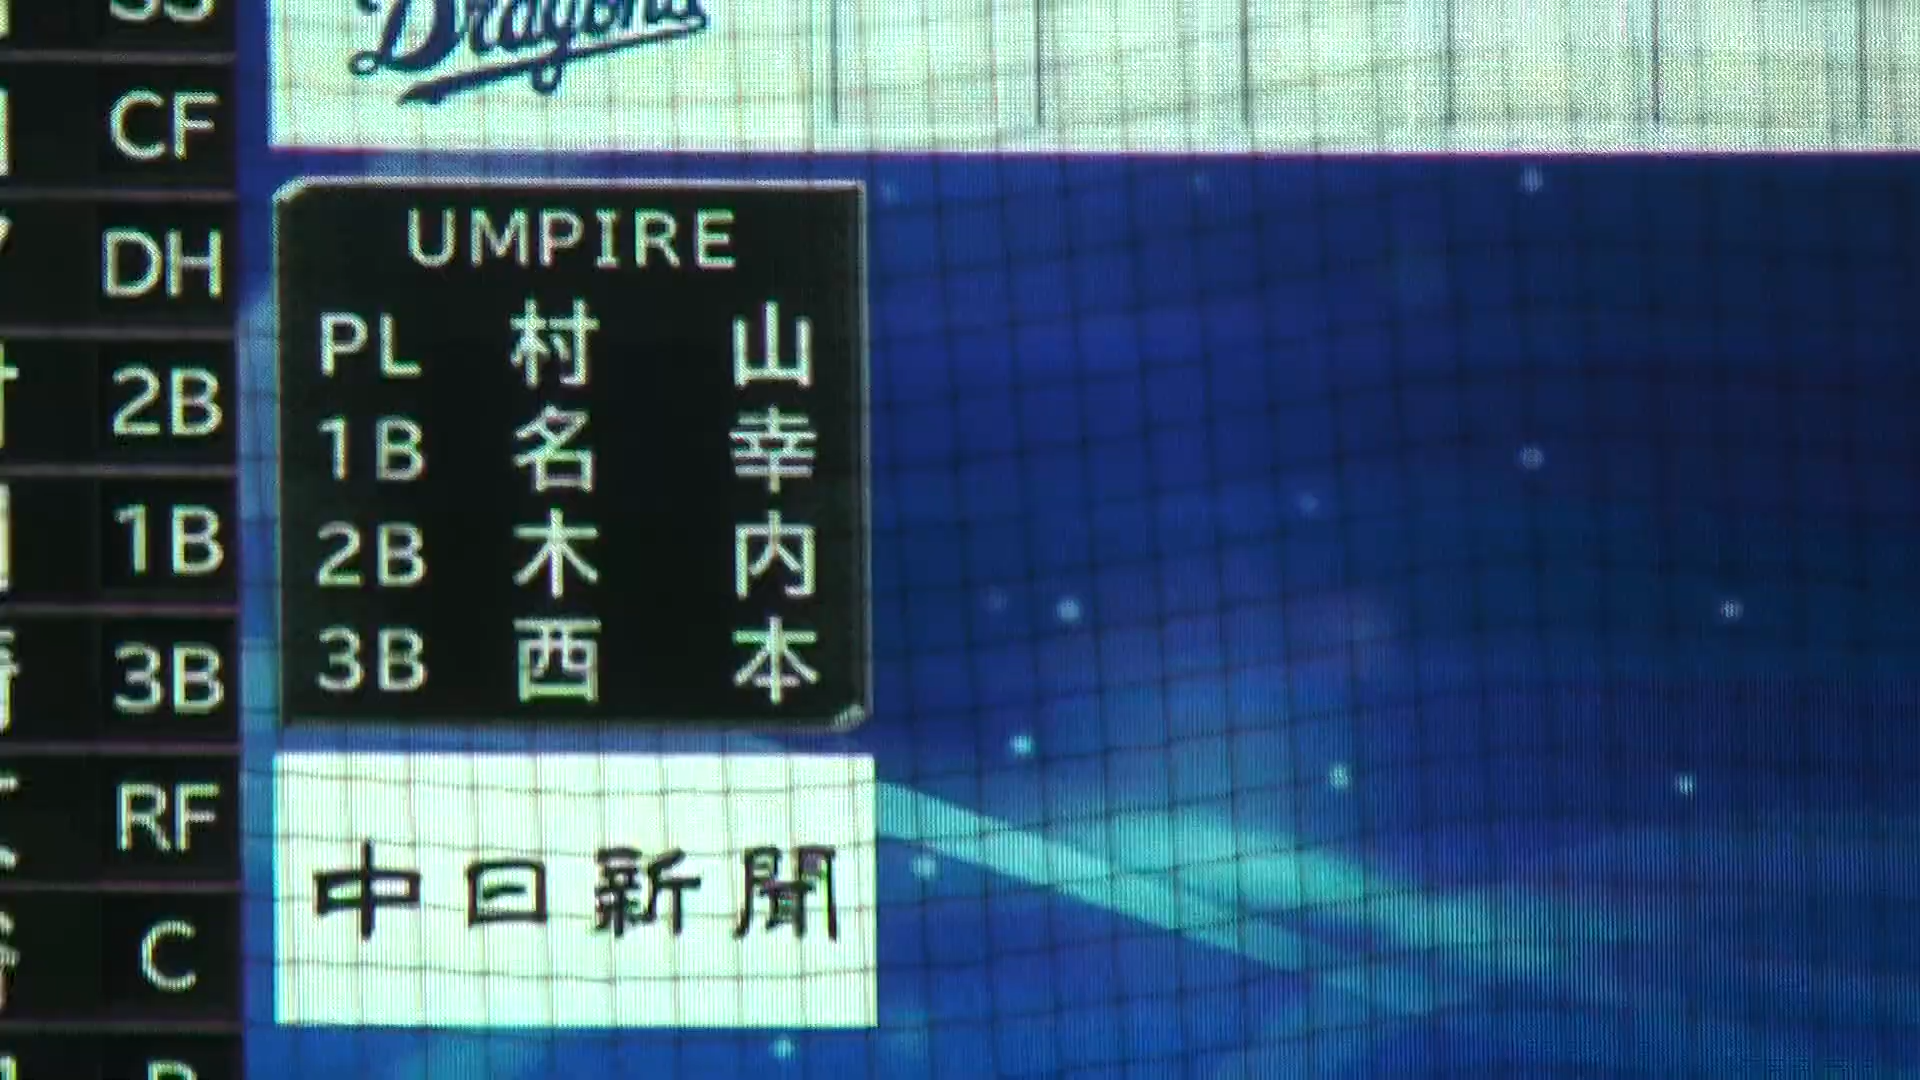 Dragons
CF
DH
2B
1B
3B
RF
C
UMPIRE
PL 村 山
1B 名 幸
2B 木 内
3B 西 本
中日新聞